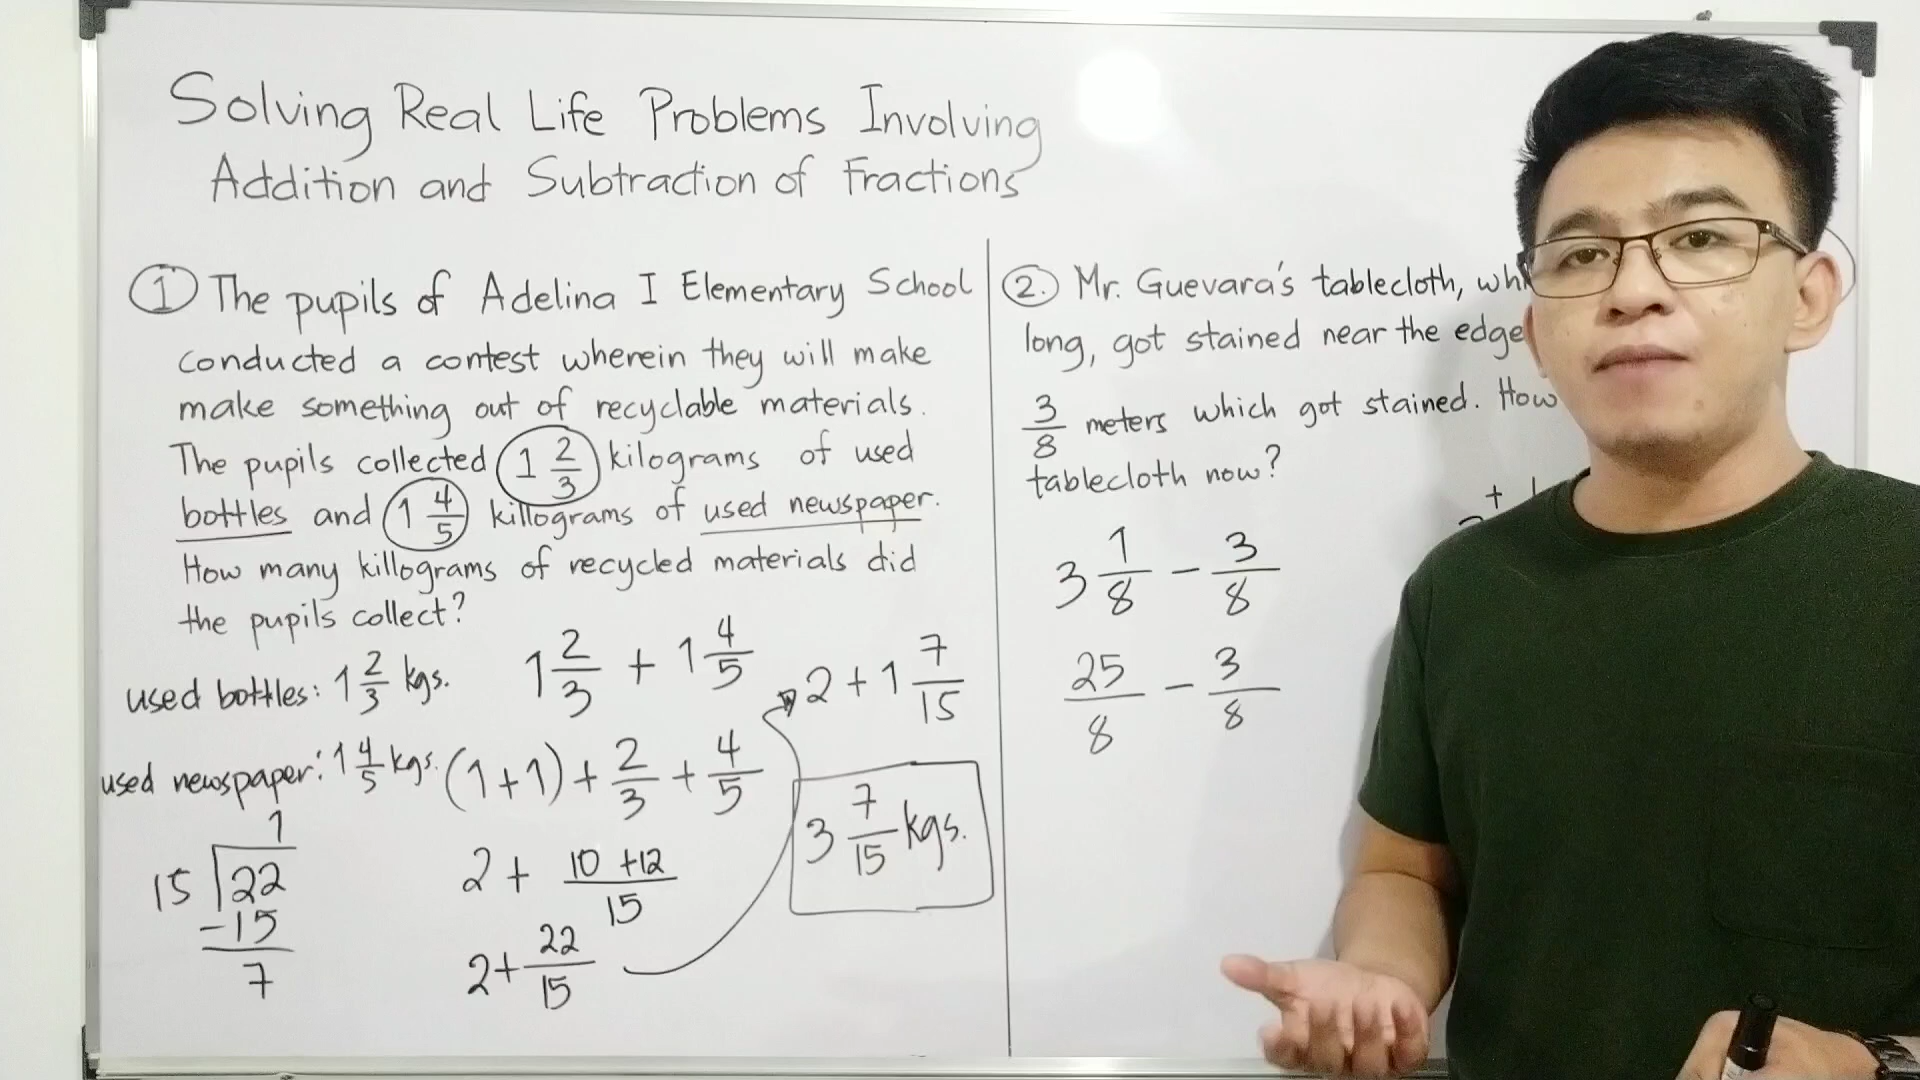 Solving Real Life Problems Involving
Addition and Subtraction of Fractions
1 The pupils of Adelina I Elementary School
conducted a contest wherein they will make
make something out of recyclable materials.
The pupils collected 1 2/3 kilograms of used
bottles and 1 4/5 killograms of used newspaper.
How many killograms of recycled materials did
the pupils collect?
used bottles: 1 2/3 kgs.
used newspaper: 1 4/5 kgs.
15 22
1
-15
7
1 2/3 + 1 4/5
(1+1) + 2/3 + 4/5
2 + 10 +12/15
2 + 22/15
2 + 1 7/15
3 7/15 kgs.
2. Mr. Guevara's tablecloth,
long, got stained near the edge
3/8 meters which got stained. How
tablecloth now?
3 1/8 - 3/8
25/8 - 3/8
+